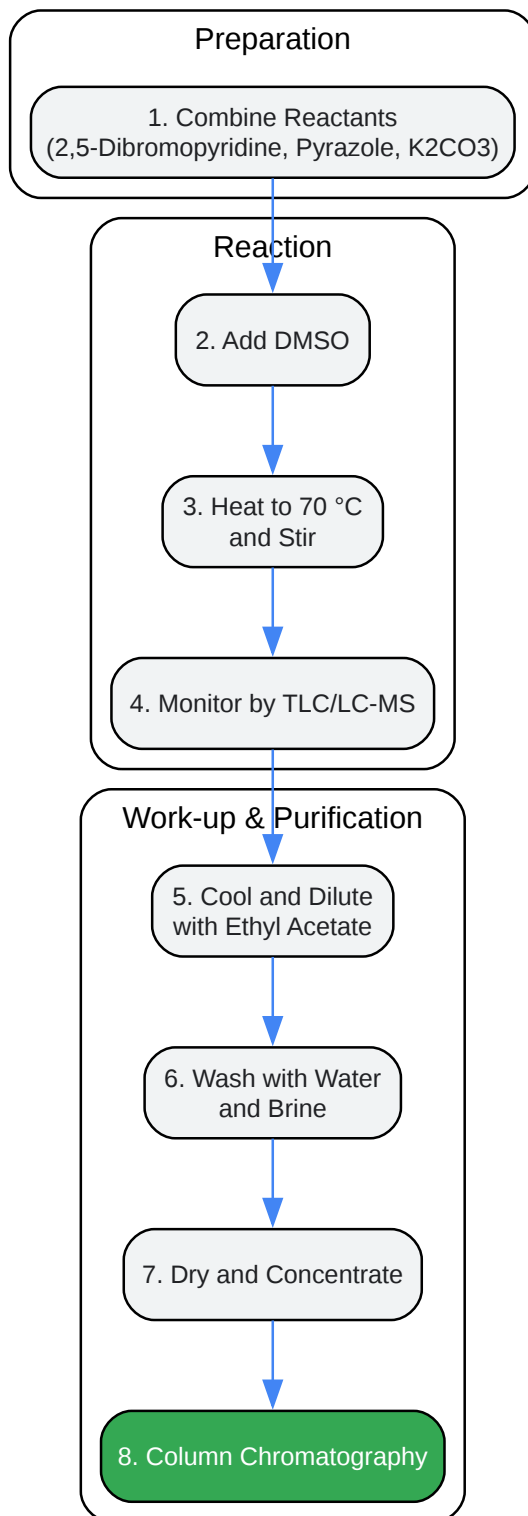 Preparation
1. Combine Reactants
(2,5-Dibromopyridine, Pyrazole, K2CO3)
Reaction
2. Add DMSO
3. Heat to 70 °C
and Stir
4. Monitor by TLC/LC-MS
Work-up & Purification
5. Cool and Dilute
with Ethyl Acetate
6. Wash with Water
and Brine
7. Dry and Concentrate
8. Column Chromatography